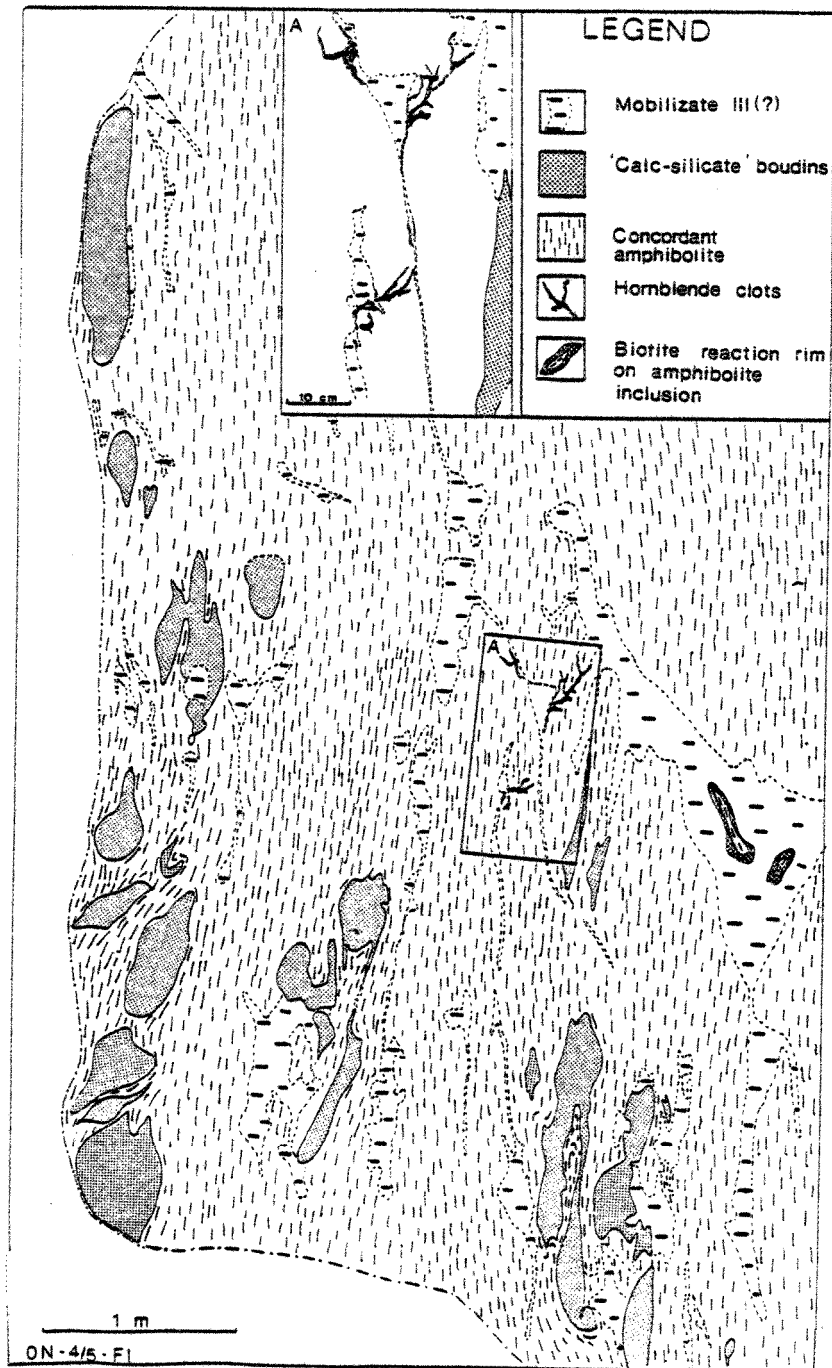 A
LEGEND
Mobilizate III(?)
'Calc-silicate' boudins
Concordant
amphibolite
Hornblende clots
Biotite reaction rim
on amphibolite
inclusion
10 cm
A
1 m
ON-4/5-F1